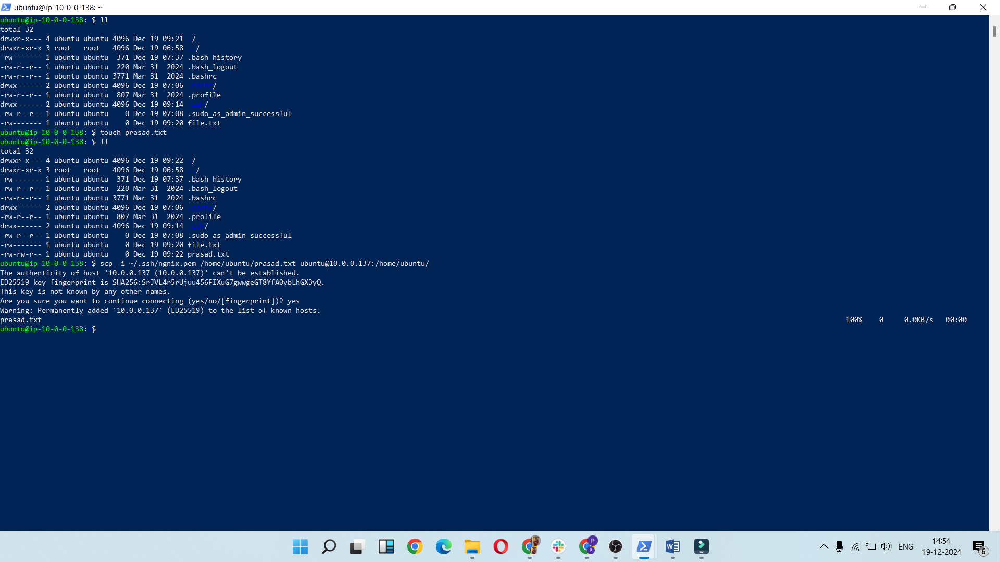 ubuntu@ip-10-0-0-138: ~
ubuntu@ip-10-0-0-138: $ ll
total 32
drwxr-x--- 4 ubuntu ubuntu 4096 Dec 19 09:21  /
drwxr-xr-x 3 root   root   4096 Dec 19 06:58   /
-rw------- 1 ubuntu ubuntu  371 Dec 19 07:37 .bash_history
-rw-r--r-- 1 ubuntu ubuntu  220 Mar 31  2024 .bash_logout
-rw-r--r-- 1 ubuntu ubuntu 3771 Mar 31  2024 .bashrc
drwx------ 2 ubuntu ubuntu 4096 Dec 19 07:06 .cache/
-rw-r--r-- 1 ubuntu ubuntu  807 Mar 31  2024 .profile
drwx------ 2 ubuntu ubuntu 4096 Dec 19 09:14 .ssh/
-rw-r--r-- 1 ubuntu ubuntu    0 Dec 19 07:08 .sudo_as_admin_successful
-rw------- 1 ubuntu ubuntu    0 Dec 19 09:20 file.txt
ubuntu@ip-10-0-0-138: $ touch prasad.txt
ubuntu@ip-10-0-0-138: $ ll
total 32
drwxr-x--- 4 ubuntu ubuntu 4096 Dec 19 09:22  /
drwxr-xr-x 3 root   root   4096 Dec 19 06:58   /
-rw------- 1 ubuntu ubuntu  371 Dec 19 07:37 .bash_history
-rw-r--r-- 1 ubuntu ubuntu  220 Mar 31  2024 .bash_logout
-rw-r--r-- 1 ubuntu ubuntu 3771 Mar 31  2024 .bashrc
drwx------ 2 ubuntu ubuntu 4096 Dec 19 07:06 .cache/
-rw-r--r-- 1 ubuntu ubuntu  807 Mar 31  2024 .profile
drwx------ 2 ubuntu ubuntu 4096 Dec 19 09:14 .ssh/
-rw-r--r-- 1 ubuntu ubuntu    0 Dec 19 07:08 .sudo_as_admin_successful
-rw------- 1 ubuntu ubuntu    0 Dec 19 09:20 file.txt
-rw-rw-r-- 1 ubuntu ubuntu    0 Dec 19 09:22 prasad.txt
ubuntu@ip-10-0-0-138: $ scp -i ~/.ssh/ngnix.pem /home/ubuntu/prasad.txt ubuntu@10.0.0.137:/home/ubuntu/
The authenticity of host '10.0.0.137 (10.0.0.137)' can't be established.
ED25519 key fingerprint is SHA256:SrJVL4r5rUjuu456FIXuG7gwwgeGT8YfA0vbLhGX3yQ.
This key is not known by any other names.
Are you sure you want to continue connecting (yes/no/[fingerprint])? yes
Warning: Permanently added '10.0.0.137' (ED25519) to the list of known hosts.
prasad.txt 100% 0 0.0KB/s 00:00
ubuntu@ip-10-0-0-138: $
ENG
14:54
19-12-2024
6